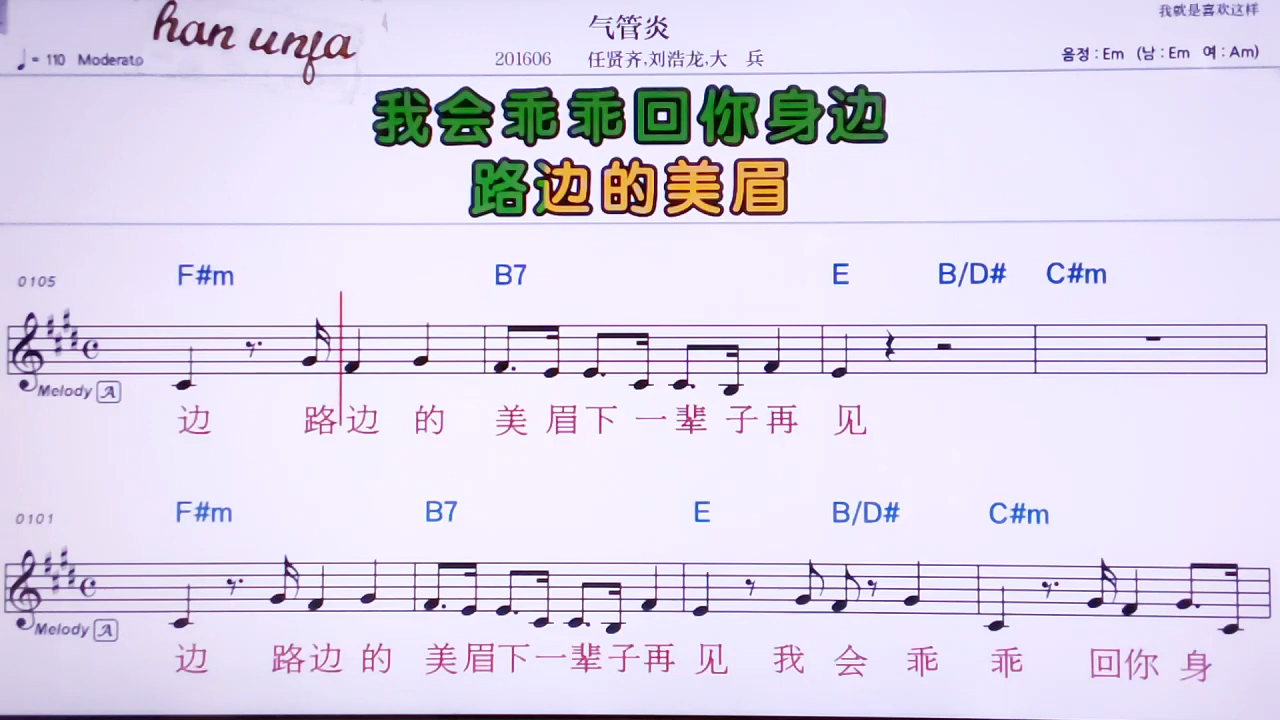 han unfa
气管炎
我就是喜欢这样
♩= 110 Moderato
201606 任贤齐,刘浩龙,大 兵
음정 : Em (남 : Em 여 : Am)
我会乖乖回你身边
路边的美眉
0105 F#m B7 E B/D# C#m
Melody A
边 路边 的 美 眉下 一辈 子再 见
0101 F#m B7 E B/D# C#m
Melody A
边 路边 的 美眉下一辈子再 见 我 会 乖 乖 回你 身